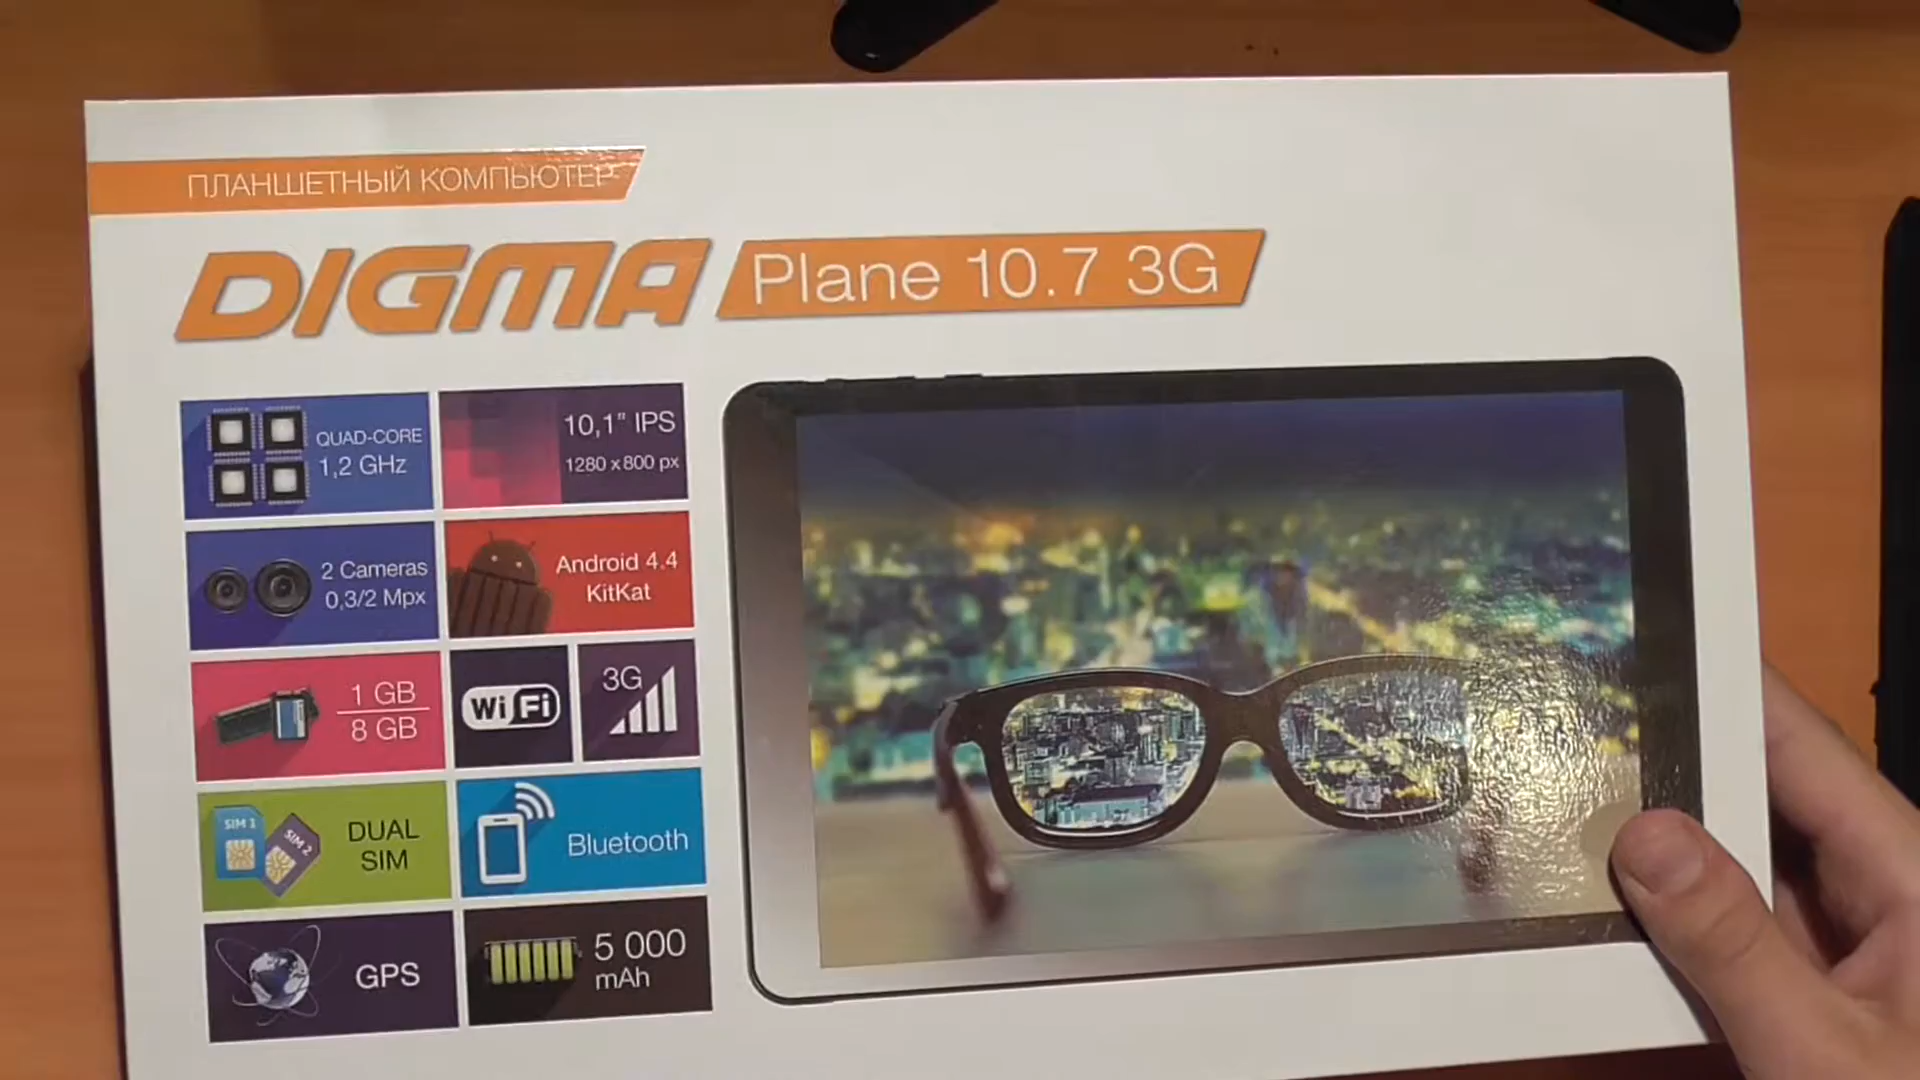 ПЛАНШЕТНЫЙ КОМПЬЮТЕР
DIGMA Plane 10.7 3G
QUAD-CORE
1,2 GHz
10,1" IPS
1280 x 800 px
2 Cameras
0,3/2 Mpx
Android 4.4
KitKat
1 GB
8 GB
Wi Fi
3G
SIM 1
SIM 2
DUAL
SIM
Bluetooth
GPS
5 000
mAh